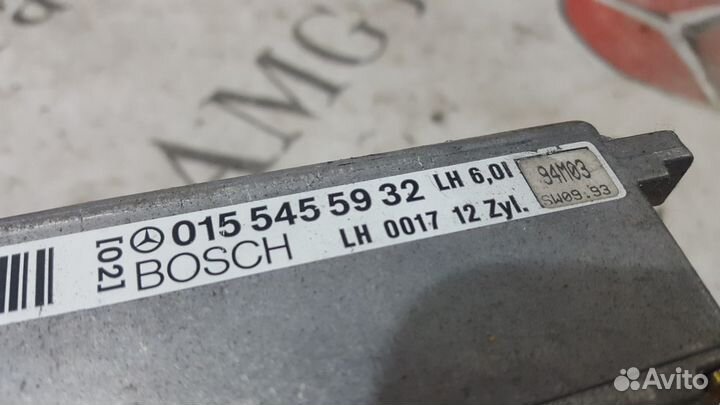 AMG
015 545 59 32 LH 6,0l
94M03
SW09.93
[02]
BOSCH LH 0017 12 Zyl.
Avito